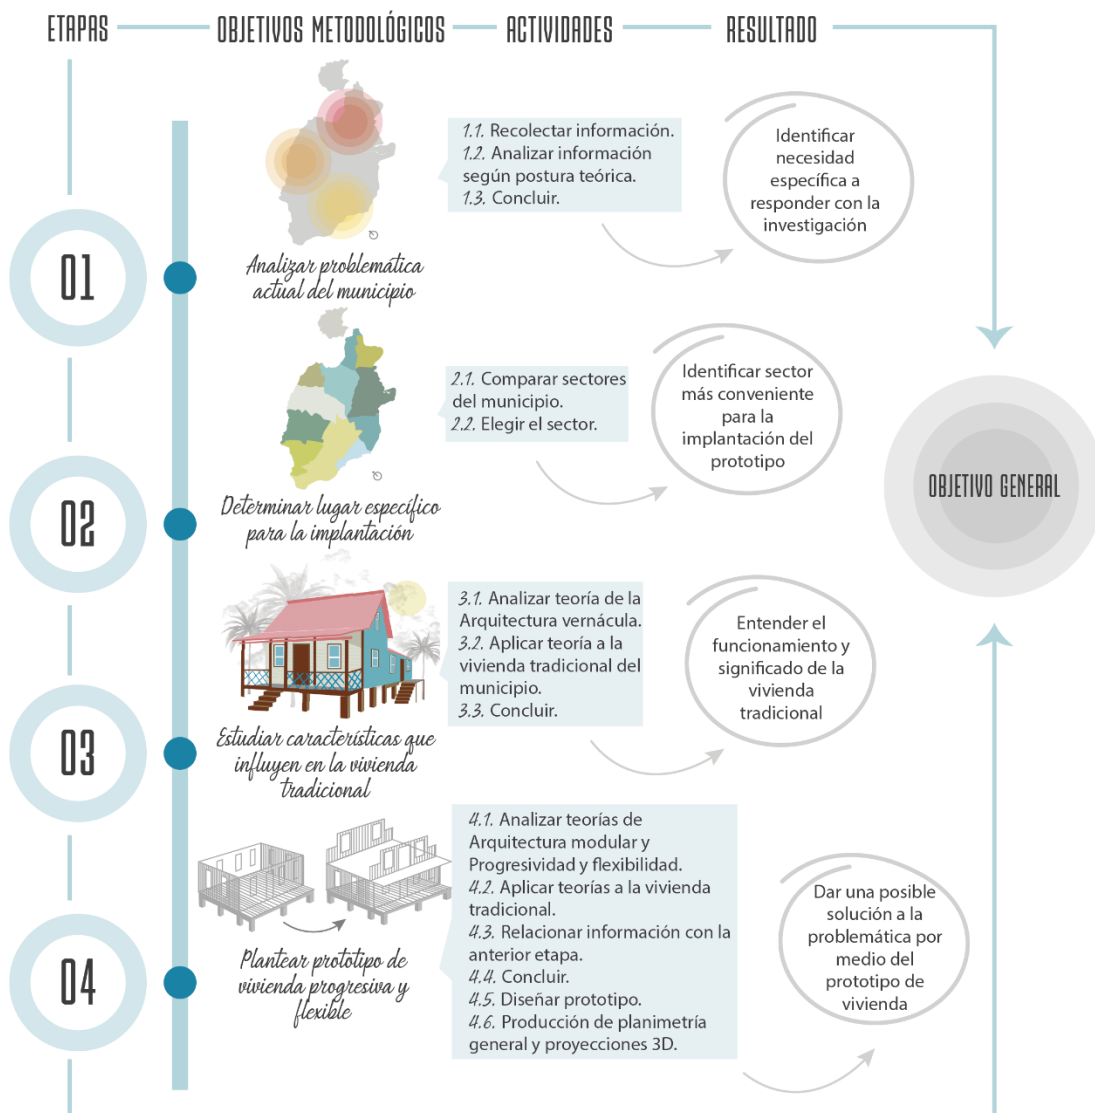 ETAPAS OBJETIVOS METODOLÓGICOS ACTIVIDADES RESULTADO
01
Analizar problemática
actual del municipio
1.1. Recolectar información.
1.2. Analizar información
según postura teórica.
1.3. Concluir.
Identificar
necesidad
específica a
responder con la
investigación
02
Determinar lugar específico
para la implantación
2.1. Comparar sectores
del municipio.
2.2. Elegir el sector.
Identificar sector
más conveniente
para la
implantación del
prototipo
OBJETIVO GENERAL
03
Estudiar características que
influyen en la vivienda
tradicional
3.1. Analizar teoría de la
Arquitectura vernácula.
3.2. Aplicar teoría a la
vivienda tradicional del
municipio.
3.3. Concluir.
Entender el
funcionamiento y
significado de la
vivienda
tradicional
04
Plantear prototipo de
vivienda progresiva y
flexible
4.1. Analizar teorías de
Arquitectura modular y
Progresividad y flexibilidad.
4.2. Aplicar teorías a la vivienda
tradicional.
4.3. Relacionar información con la
anterior etapa.
4.4. Concluir.
4.5. Diseñar prototipo.
4.6. Producción de planimetría
general y proyecciones 3D.
Dar una posible
solución a la
problemática por
medio del
prototipo de
vivienda